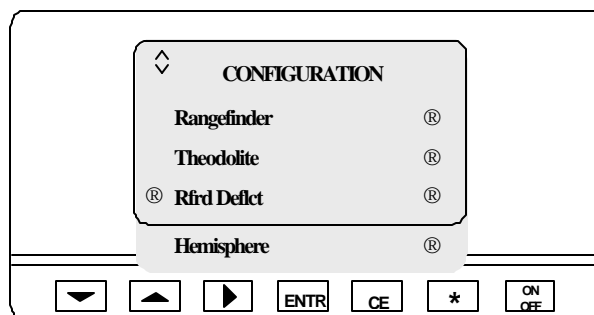 CONFIGURATION
Rangefinder ®
Theodolite ®
® Rfrd Deflct ®
Hemisphere ®
ENTR CE * ON OFF